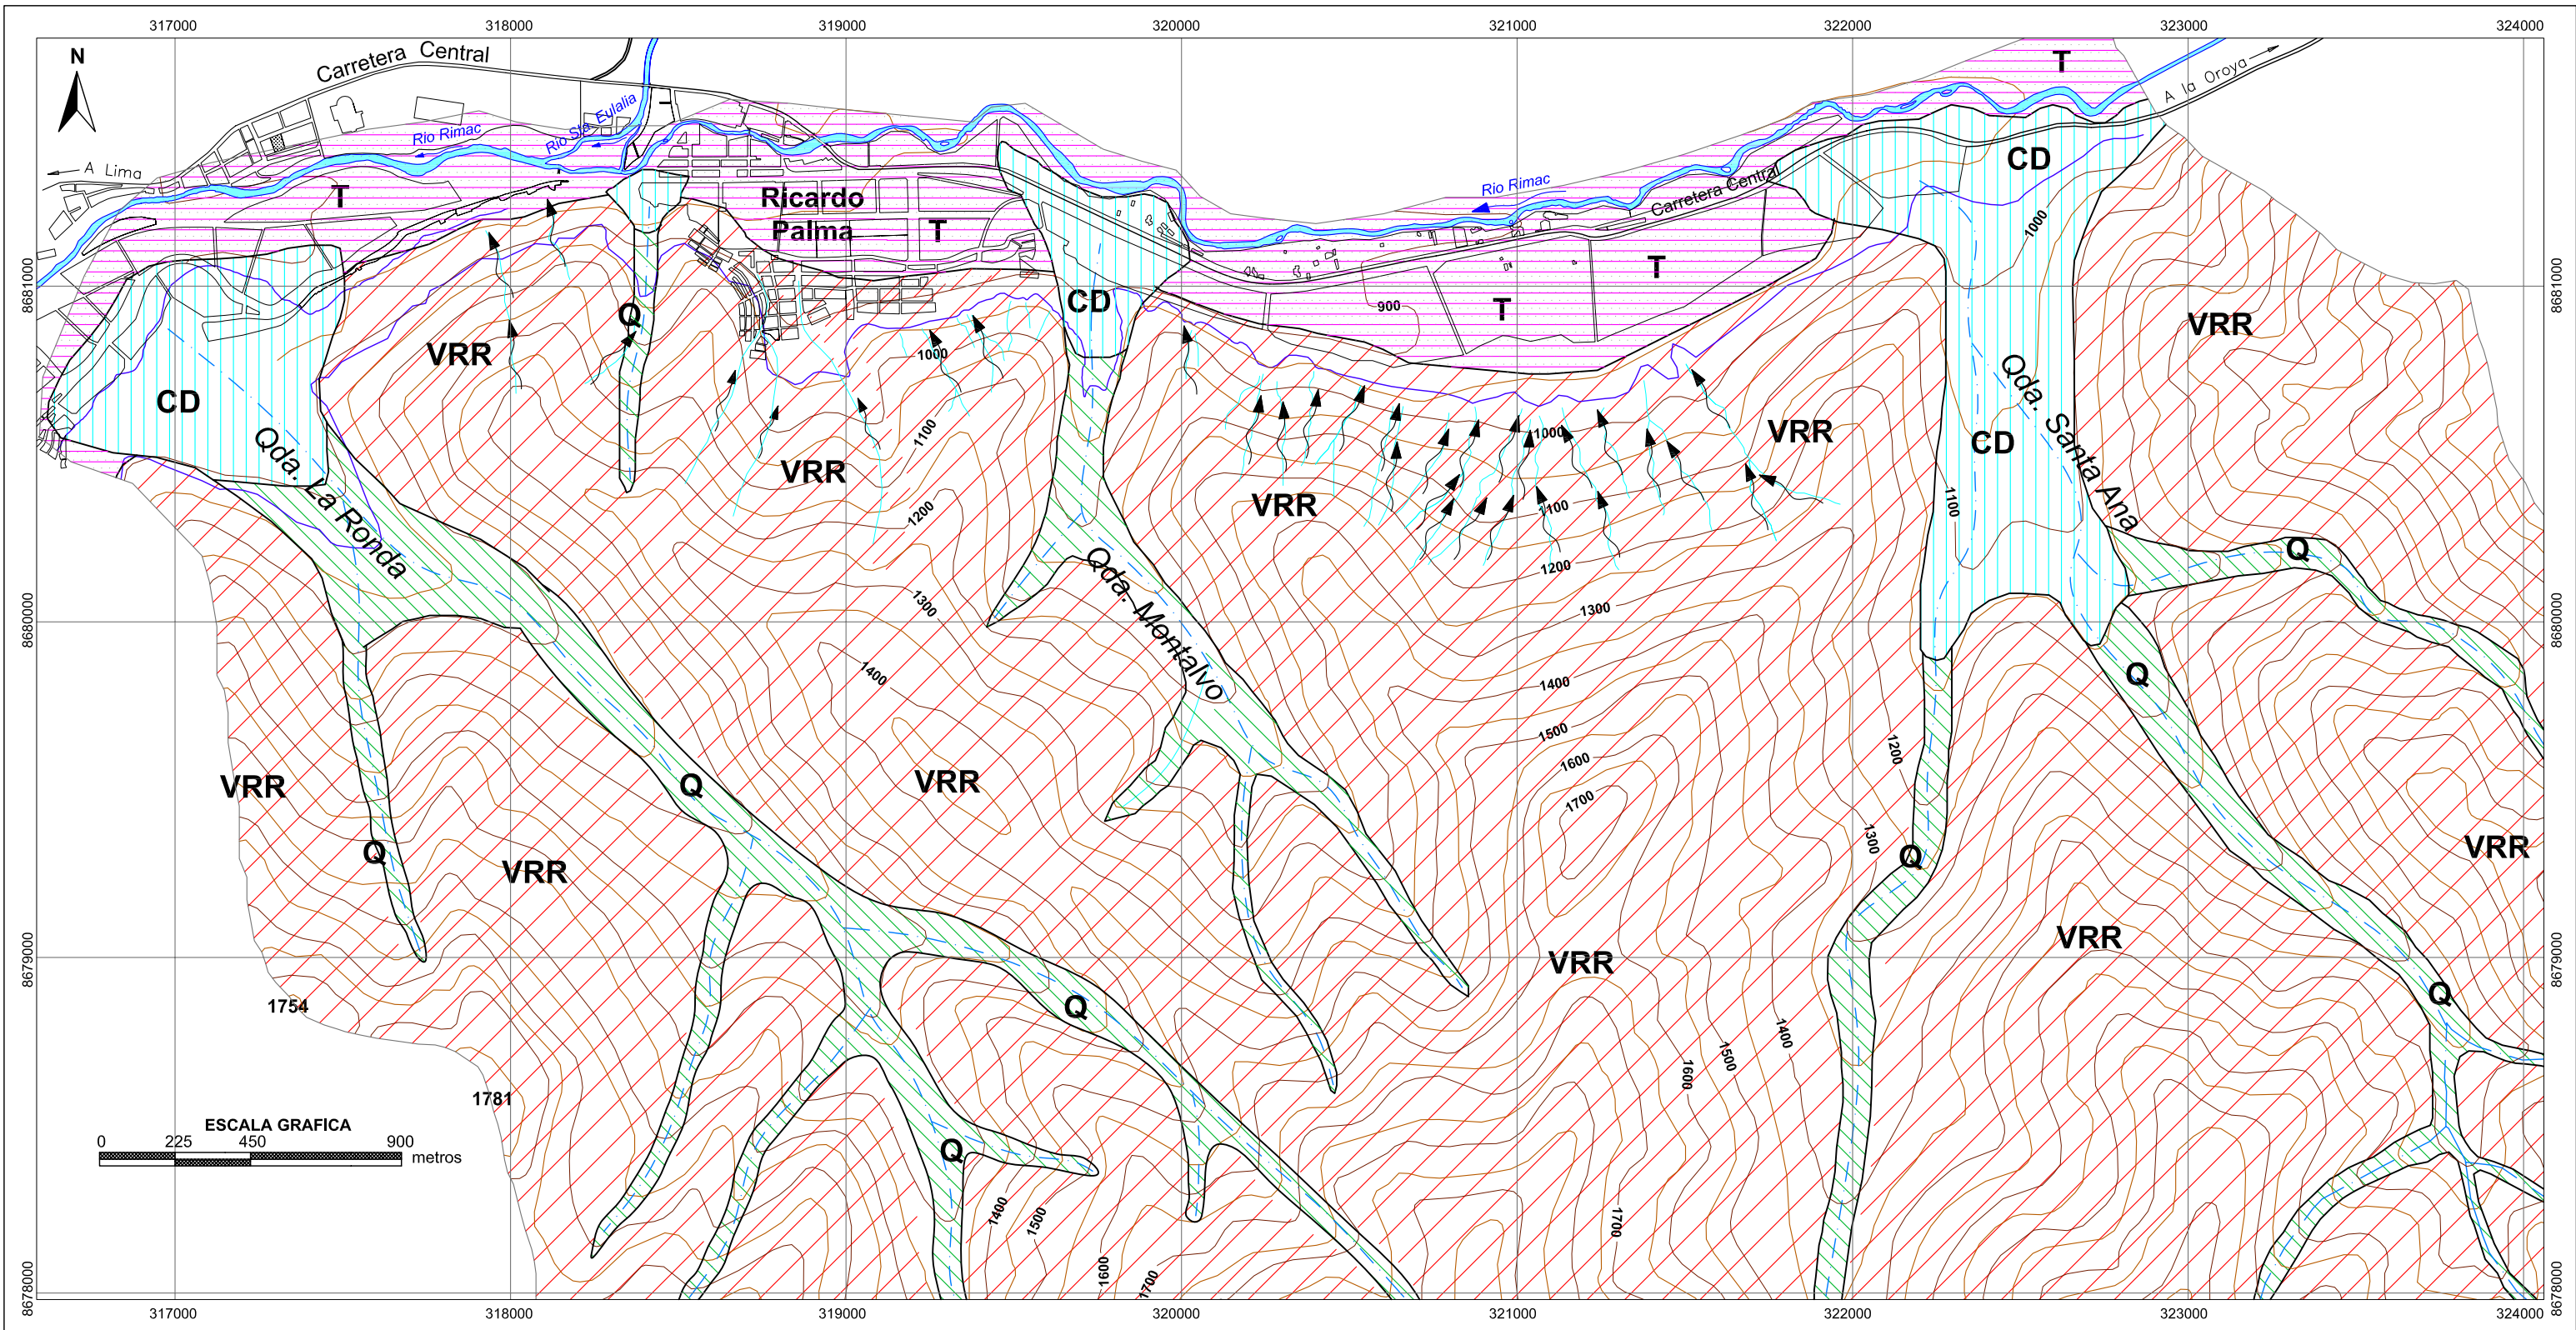 317000
318000
319000
320000
321000
322000
323000
324000
N
Carretera Central
T
A la Oroya
Rio Sta. Eulalia
Rio Rimac
A Lima
CD
T
Ricardo
Palma
T
Rio Rimac
Carretera Central
1000
8681000
8681000
T
CD
900
T
Q
VRR
1000
VRR
CD
1100
VRR
1000
VRR
CD
Qda. La Ronda
Qda. Santa Ana
1200
VRR
1100
1100
Q
Qda. Montalvo
1200
1300
1300
8680000
8680000
1400
1400
Q
1500
1200
1600
VRR
Q
VRR
1700
Q
VRR
1300
Q
VRR
VRR
VRR
8679000
8679000
1754
Q
Q
1400
1500
1600
1781
ESCALA GRAFICA
0 225 450 900
metros
Q
1400
1500
1700
1600
1700
8678000
8678000
317000
318000
319000
320000
321000
322000
323000
324000